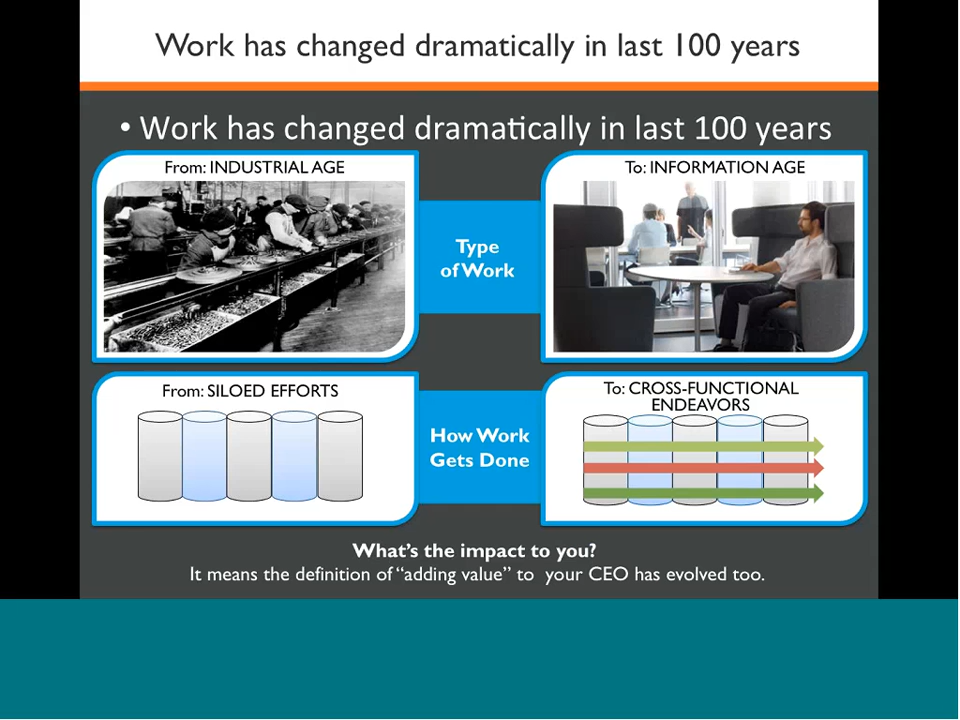 Work has changed dramatically in last 100 years
• Work has changed dramatically in last 100 years
From: INDUSTRIAL AGE
To: INFORMATION AGE
Type
of Work
From: SILOED EFFORTS
To: CROSS-FUNCTIONAL
ENDEAVORS
How Work
Gets Done
What's the impact to you?
It means the definition of “adding value” to  your CEO has evolved too.